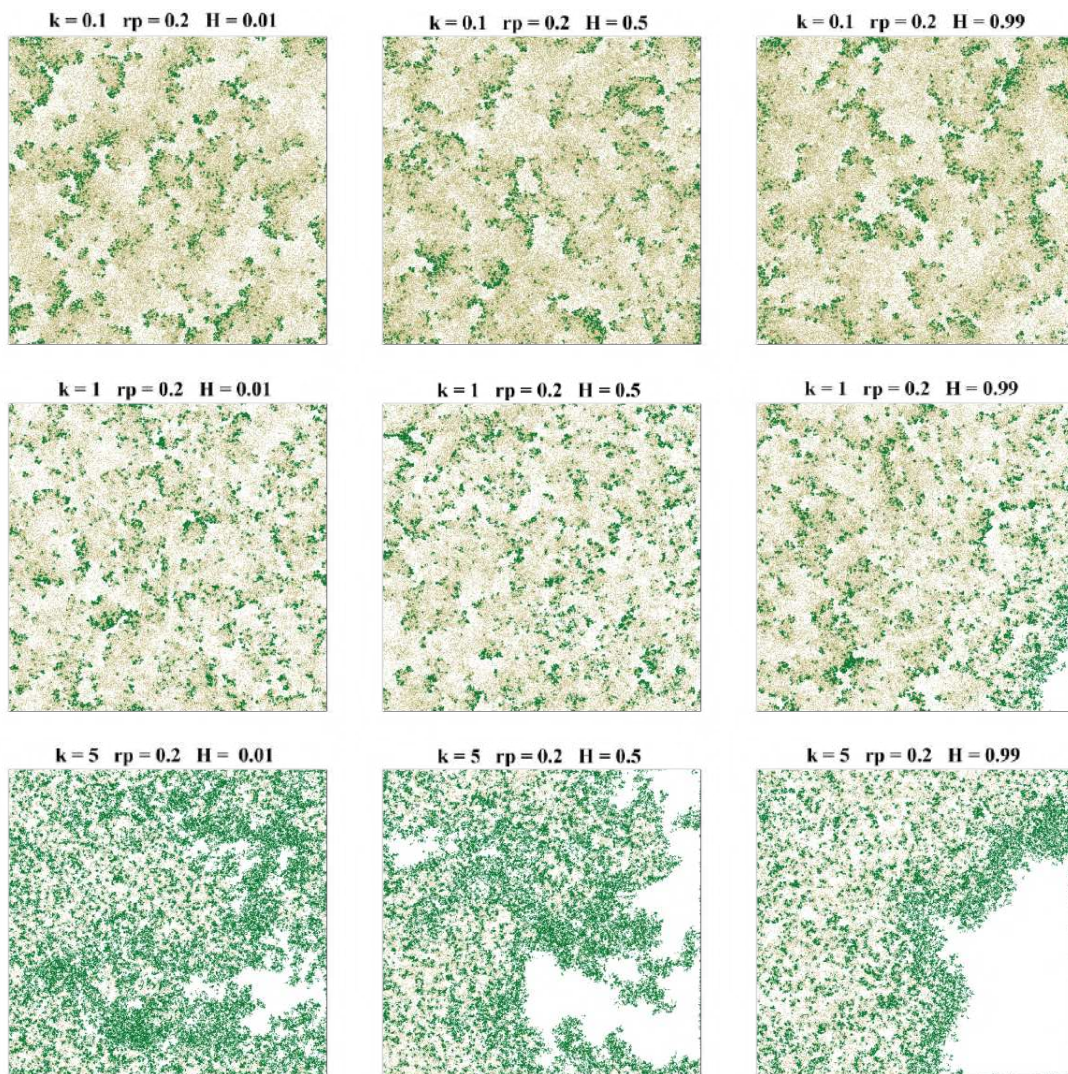 k = 0.1 rp = 0.2 H = 0.01
k = 0.1 rp = 0.2 H = 0.5
k = 0.1 rp = 0.2 H = 0.99
k = 1 rp = 0.2 H = 0.01
k = 1 rp = 0.2 H = 0.5
k = 1 rp = 0.2 H = 0.99
k = 5 rp = 0.2 H = 0.01
k = 5 rp = 0.2 H = 0.5
k = 5 rp = 0.2 H = 0.99